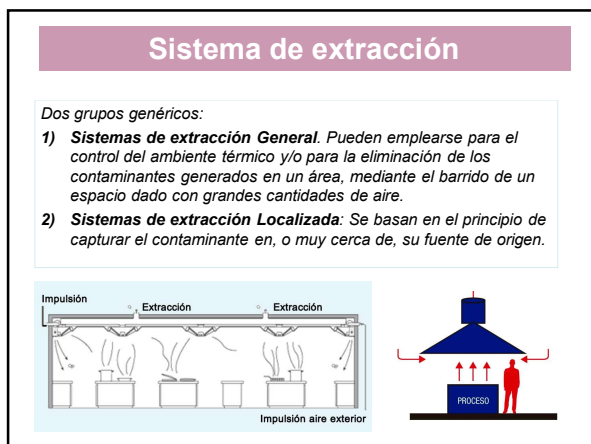 Sistema de extracción
Dos grupos genéricos:
1) Sistemas de extracción General. Pueden emplearse para el
control del ambiente térmico y/o para la eliminación de los
contaminantes generados en un área, mediante el barrido de un
espacio dado con grandes cantidades de aire.
2) Sistemas de extracción Localizada: Se basan en el principio de
capturar el contaminante en, o muy cerca de, su fuente de origen.
Impulsión
Extracción
Extracción
Impulsión aire exterior
PROCESO